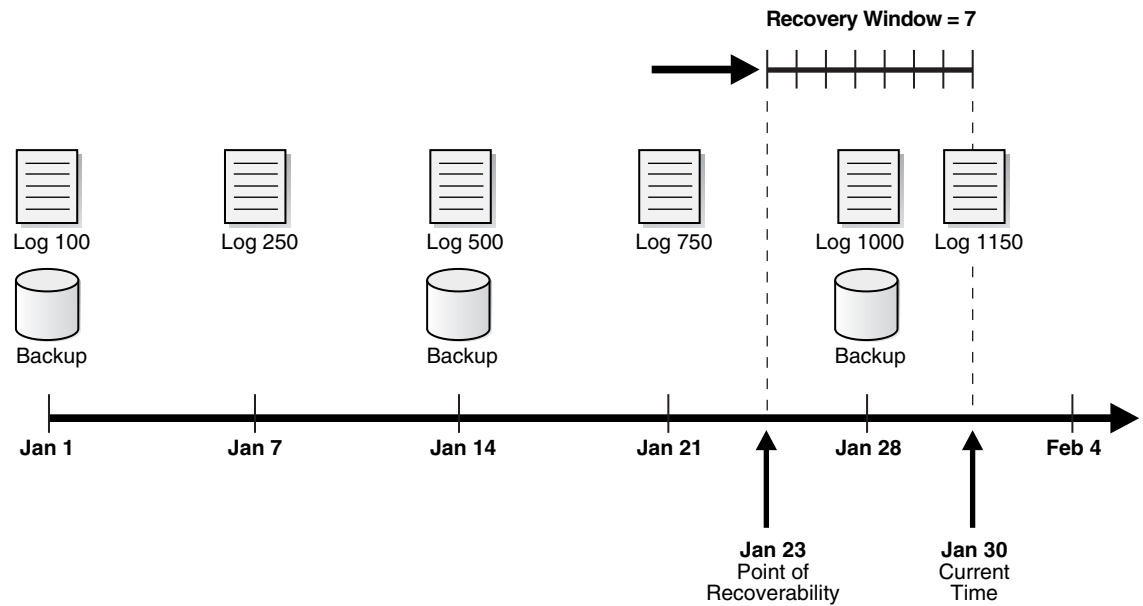 Recovery Window = 7
Log 100
Log 250
Log 500
Log 750
Log 1000
Log 1150
Backup
Backup
Backup
Jan 1
Jan 7
Jan 14
Jan 21
Jan 28
Feb 4
Jan 23
Point of
Recoverability
Jan 30
Current
Time